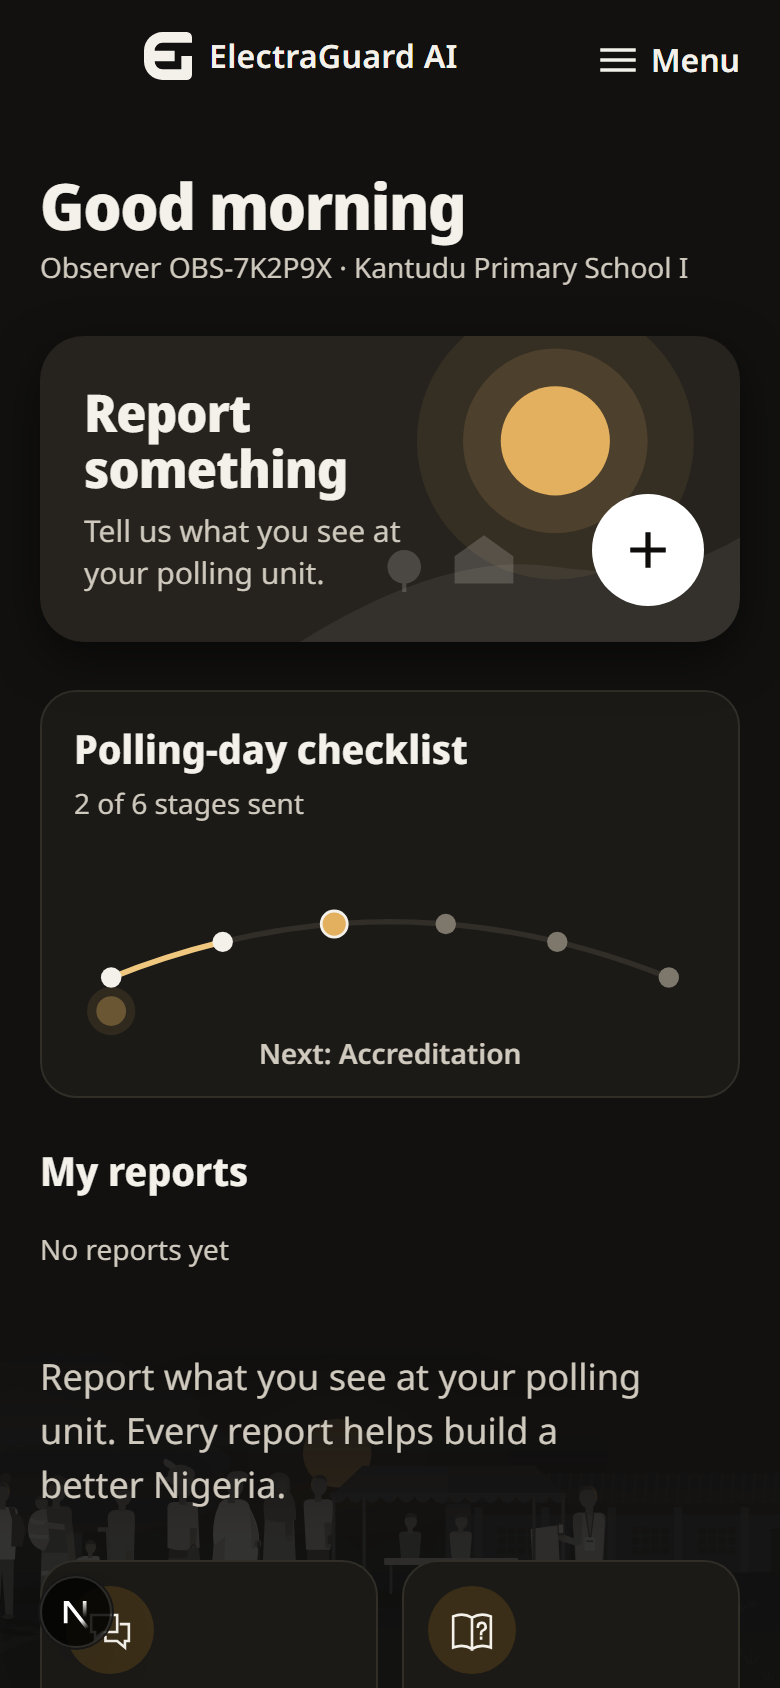 ElectraGuard AI
Menu
Good morning
Observer OBS-7K2P9X · Kantudu Primary School I
Report
something
Tell us what you see at
your polling unit.
Polling-day checklist
2 of 6 stages sent
Next: Accreditation
My reports
No reports yet
Report what you see at your polling
unit. Every report helps build a
better Nigeria.
N
?